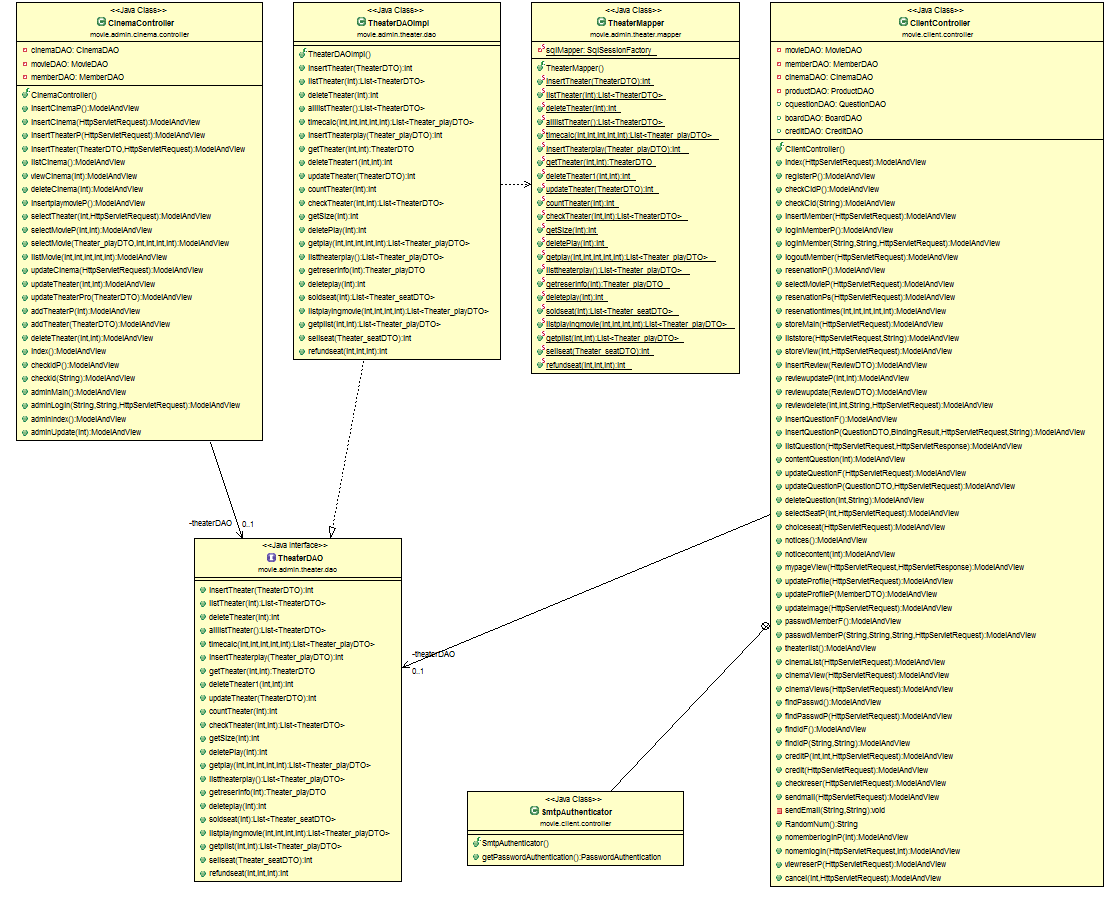 <<Java Class>>
CinemaController
movie.admin.cinema.controller
cinemaDAO: CinemaDAO
movieDAO: MovieDAO
memberDAO: MemberDAO
CinemaController()
insertCinemaP():ModelAndView
insertCinema(HttpServletRequest):ModelAndView
insertTheaterP(HttpServletRequest):ModelAndView
insertTheater(TheaterDTO,HttpServletRequest):ModelAndView
listCinema():ModelAndView
viewCinema(int):ModelAndView
deleteCinema(int):ModelAndView
insertplaymovieP():ModelAndView
selectTheater(int,HttpServletRequest):ModelAndView
selectMovieP(int,int):ModelAndView
selectMovie(Theater_playDTO,int,int,int,int):ModelAndView
listMovie(int,int,int,int,int):ModelAndView
updateCinema(HttpServletRequest):ModelAndView
updateTheater(int,int):ModelAndView
updateTheaterPro(TheaterDTO):ModelAndView
addTheaterP(int):ModelAndView
addTheater(TheaterDTO):ModelAndView
deleteTheater(int,int):ModelAndView
index():ModelAndView
checkidP():ModelAndView
checkid(String):ModelAndView
adminMain():ModelAndView
adminLogin(String,String,HttpServletRequest):ModelAndView
adminindex():ModelAndView
adminUpdate(int):ModelAndView
<<Java Class>>
TheaterDAOImpl
movie.admin.theater.dao
TheaterDAOImpl()
insertTheater(TheaterDTO):int
listTheater(int):List<TheaterDTO>
deleteTheater(int):int
alllistTheater():List<TheaterDTO>
timecalc(int,int,int,int,int):List<Theater_playDTO>
insertTheaterplay(Theater_playDTO):int
getTheater(int,int):TheaterDTO
deleteTheater1(int,int):int
updateTheater(TheaterDTO):int
countTheater(int):int
checkTheater(int,int):List<TheaterDTO>
getSize(int):int
deletePlay(int):int
getplay(int,int,int,int,int):List<Theater_playDTO>
listtheaterplay():List<Theater_playDTO>
getreserinfo(int):Theater_playDTO
deleteplay(int):int
soldseat(int):List<Theater_seatDTO>
listplayingmovie(int,int,int,int):List<Theater_playDTO>
getplist(int,int):List<Theater_playDTO>
sellseat(Theater_seatDTO):int
refundseat(int,int,int):int
<<Java Class>>
TheaterMapper
movie.admin.theater.mapper
sqlMapper: SqlSessionFactory
TheaterMapper()
insertTheater(TheaterDTO):int
listTheater(int):List<TheaterDTO>
deleteTheater(int):int
alllistTheater():List<TheaterDTO>
timecalc(int,int,int,int,int):List<Theater_playDTO>
insertTheaterplay(Theater_playDTO):int
getTheater(int,int):TheaterDTO
deleteTheater1(int,int):int
updateTheater(TheaterDTO):int
countTheater(int):int
checkTheater(int,int):List<TheaterDTO>
getSize(int):int
deletePlay(int):int
getplay(int,int,int,int,int):List<Theater_playDTO>
listtheaterplay():List<Theater_playDTO>
getreserinfo(int):Theater_playDTO
deleteplay(int):int
soldseat(int):List<Theater_seatDTO>
listplayingmovie(int,int,int,int):List<Theater_playDTO>
getplist(int,int):List<Theater_playDTO>
sellseat(Theater_seatDTO):int
refundseat(int,int,int):int
<<Java Class>>
ClientController
movie.client.controller
movieDAO: MovieDAO
memberDAO: MemberDAO
cinemaDAO: CinemaDAO
productDAO: ProductDAO
cquestionDAO: QuestionDAO
boardDAO: BoardDAO
creditDAO: CreditDAO
ClientController()
index(HttpServletRequest):ModelAndView
registerP():ModelAndView
checkCidP():ModelAndView
checkCid(String):ModelAndView
insertMember(HttpServletRequest):ModelAndView
loginMemberP():ModelAndView
loginMember(String,String,HttpServletRequest):ModelAndView
logoutMember(HttpServletRequest):ModelAndView
reservationP():ModelAndView
selectMovieP(HttpServletRequest):ModelAndView
reservationPs(HttpServletRequest):ModelAndView
reservationtimes(int,int,int,int,int):ModelAndView
storeMain(HttpServletRequest):ModelAndView
liststore(HttpServletRequest,String):ModelAndView
storeView(int,HttpServletRequest):ModelAndView
insertReview(ReviewDTO):ModelAndView
reviewupdateP(int,int):ModelAndView
reviewupdate(ReviewDTO):ModelAndView
reviewdelete(int,int,String,HttpServletRequest):ModelAndView
insertQuestionF():ModelAndView
insertQuestionP(QuestionDTO,BindingResult,HttpServletRequest,String):ModelAndView
listQuestion(HttpServletRequest,HttpServletResponse):ModelAndView
contentQuestion(int):ModelAndView
updateQuestionF(HttpServletRequest):ModelAndView
updateQuestionP(QuestionDTO,HttpServletRequest):ModelAndView
deleteQuestion(int,String):ModelAndView
selectSeatP(int,HttpServletRequest):ModelAndView
choiceseat(HttpServletRequest):ModelAndView
notices():ModelAndView
noticecontent(int):ModelAndView
mypageView(HttpServletRequest,HttpServletResponse):ModelAndView
updateProfile(HttpServletRequest):ModelAndView
updateProfileP(MemberDTO):ModelAndView
updateImage(HttpServletRequest):ModelAndView
passwdMemberF():ModelAndView
passwdMemberP(String,String,String,HttpServletRequest):ModelAndView
theaterlist():ModelAndView
cinemaList(HttpServletRequest):ModelAndView
cinemaView(HttpServletRequest):ModelAndView
cinemaViews(HttpServletRequest):ModelAndView
findPasswd():ModelAndView
findPasswdP(HttpServletRequest):ModelAndView
findidF():ModelAndView
findidP(String,String):ModelAndView
creditP(int,int,HttpServletRequest):ModelAndView
credit(HttpServletRequest):ModelAndView
checkreser(HttpServletRequest):ModelAndView
sendmail(HttpServletRequest):ModelAndView
sendEmail(String,String):void
RandomNum():String
nomemberloginP(int):ModelAndView
nomemlogin(HttpServletRequest,int):ModelAndView
viewreserP(HttpServletRequest):ModelAndView
cancel(int,HttpServletRequest):ModelAndView
-theaterDAO
0..1
<<Java Interface>>
TheaterDAO
movie.admin.theater.dao
insertTheater(TheaterDTO):int
listTheater(int):List<TheaterDTO>
deleteTheater(int):int
alllistTheater():List<TheaterDTO>
timecalc(int,int,int,int,int):List<Theater_playDTO>
insertTheaterplay(Theater_playDTO):int
getTheater(int,int):TheaterDTO
deleteTheater1(int,int):int
updateTheater(TheaterDTO):int
countTheater(int):int
checkTheater(int,int):List<TheaterDTO>
getSize(int):int
deletePlay(int):int
getplay(int,int,int,int,int):List<Theater_playDTO>
listtheaterplay():List<Theater_playDTO>
getreserinfo(int):Theater_playDTO
deleteplay(int):int
soldseat(int):List<Theater_seatDTO>
listplayingmovie(int,int,int,int):List<Theater_playDTO>
getplist(int,int):List<Theater_playDTO>
sellseat(Theater_seatDTO):int
refundseat(int,int,int):int
-theaterDAO
0..1
<<Java Class>>
SmtpAuthenticator
movie.client.controller
SmtpAuthenticator()
getPasswordAuthentication():PasswordAuthentication